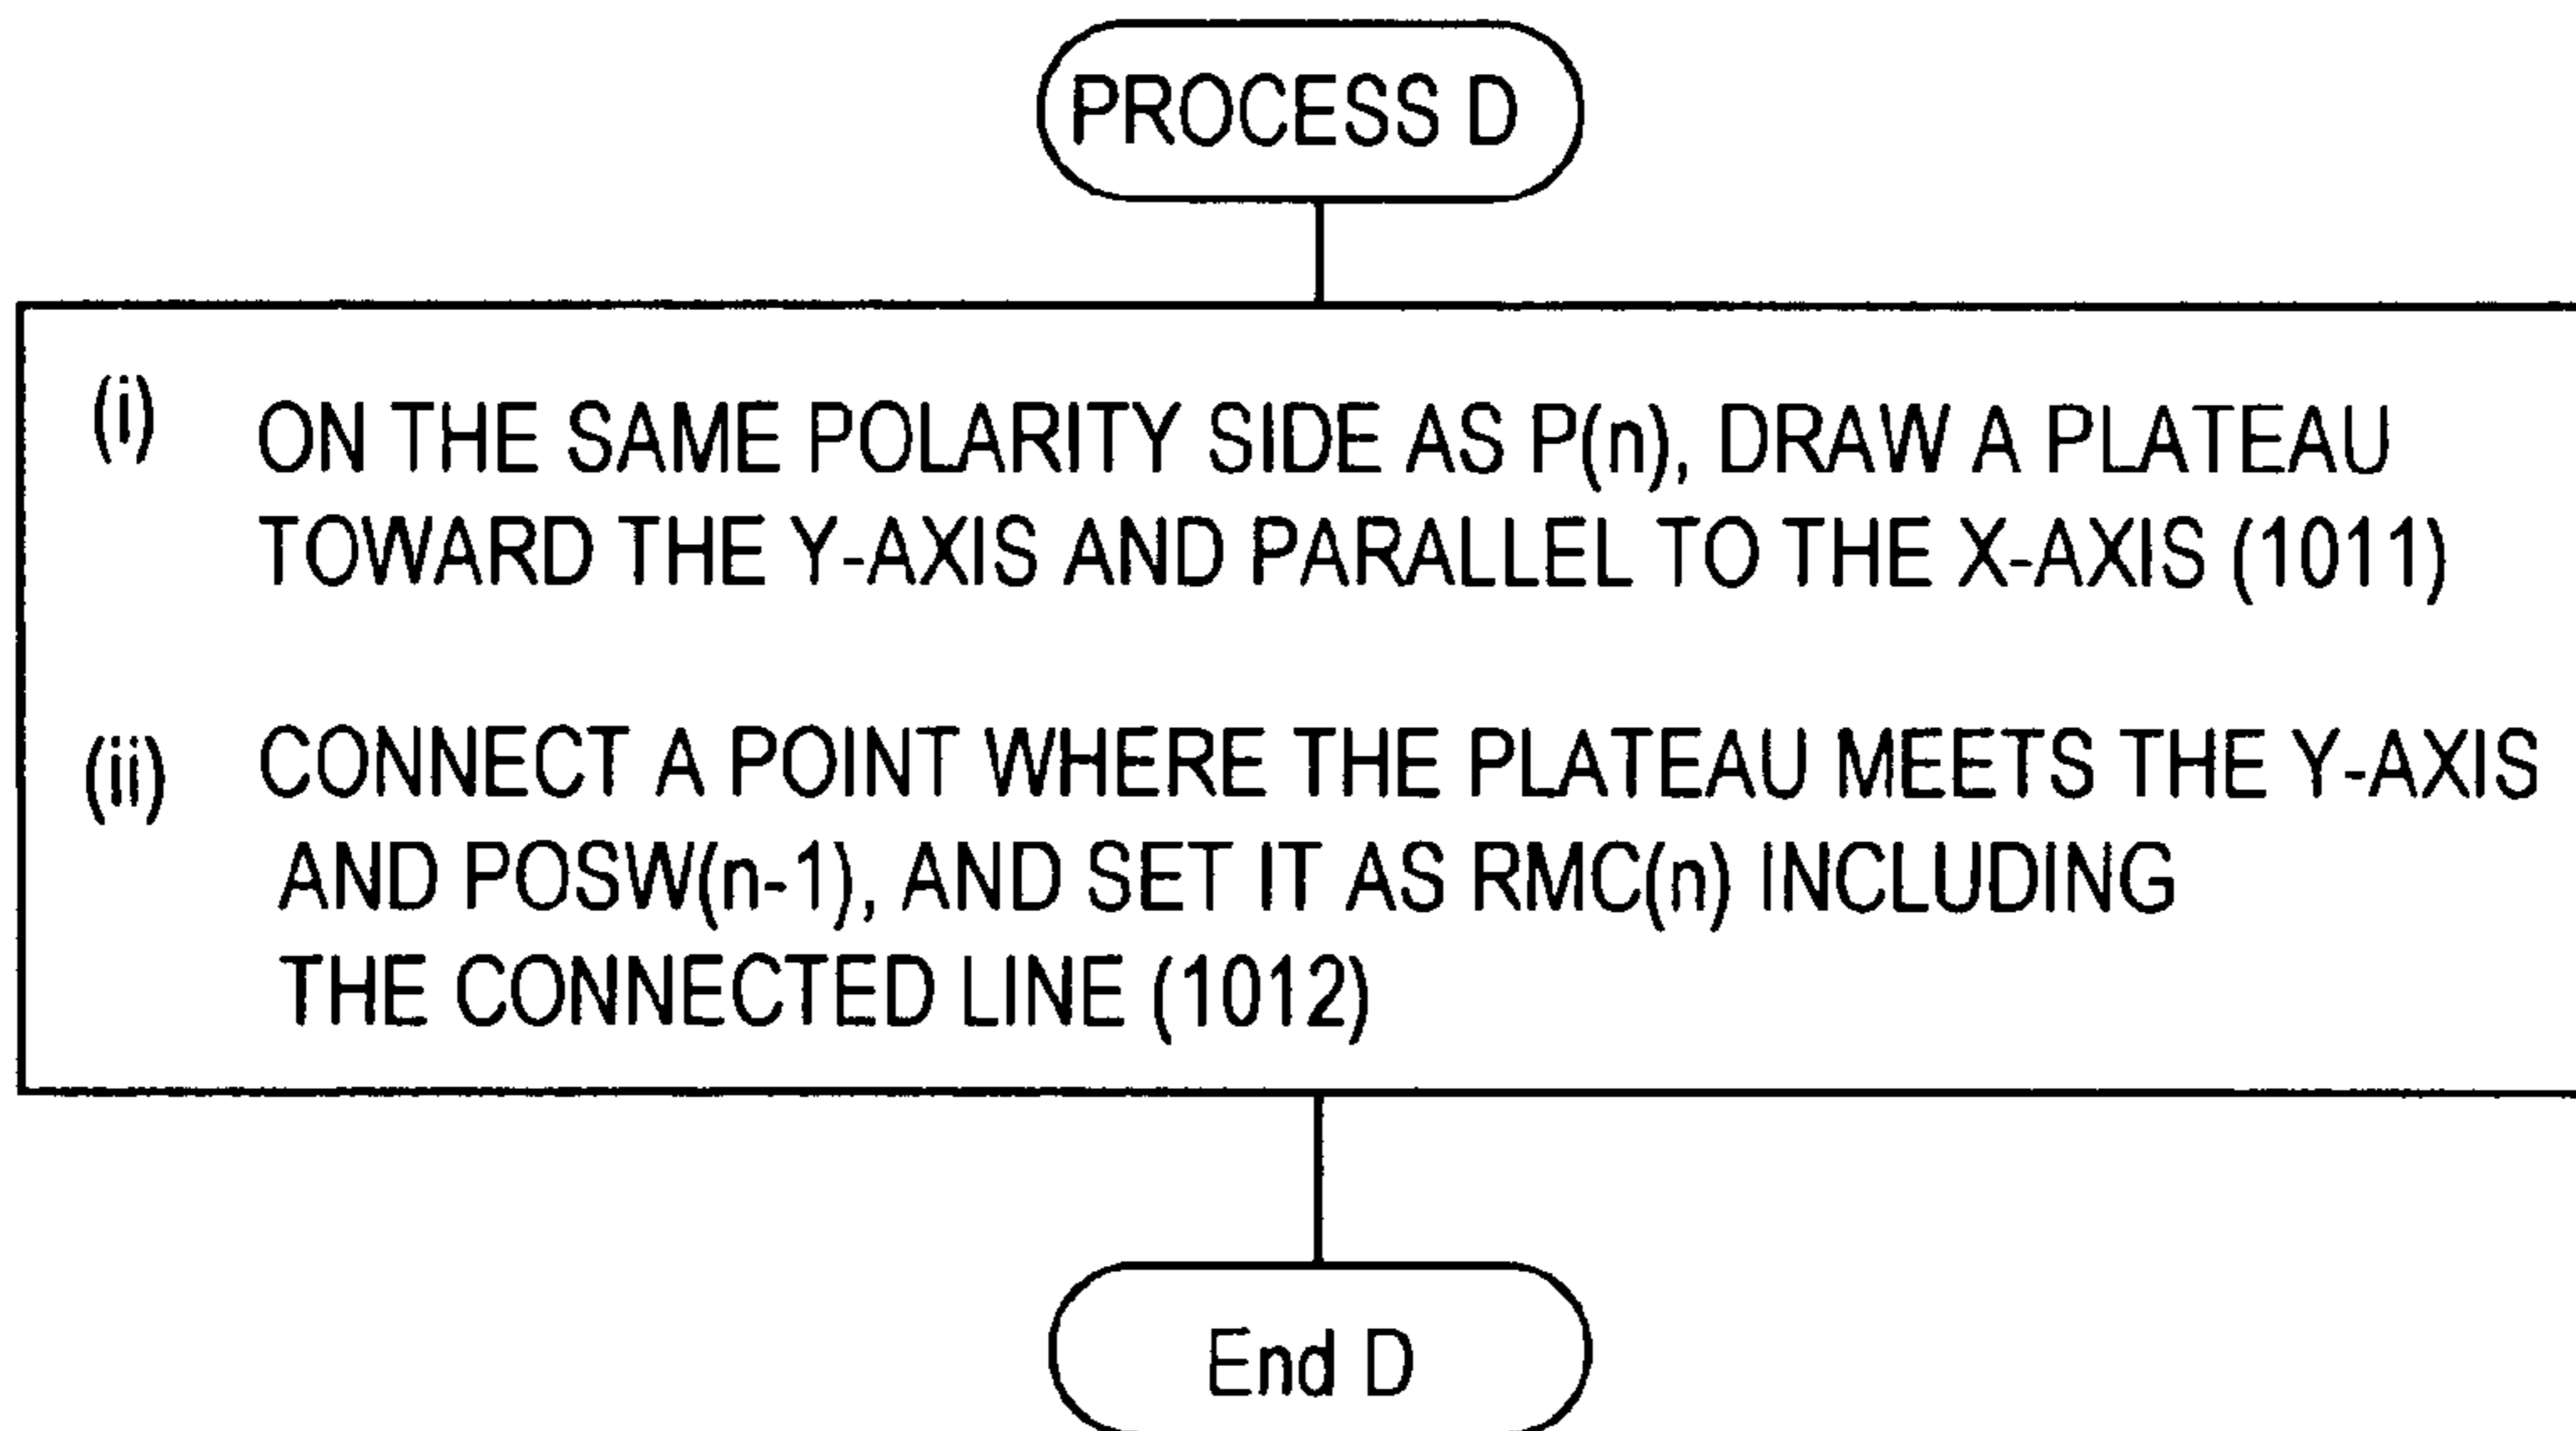 PROCESS D
(i) ON THE SAME POLARITY SIDE AS P(n), DRAW A PLATEAU
TOWARD THE Y-AXIS AND PARALLEL TO THE X-AXIS (1011)
(ii) CONNECT A POINT WHERE THE PLATEAU MEETS THE Y-AXIS
AND POSW(n-1), AND SET IT AS RMC(n) INCLUDING
THE CONNECTED LINE (1012)
End D